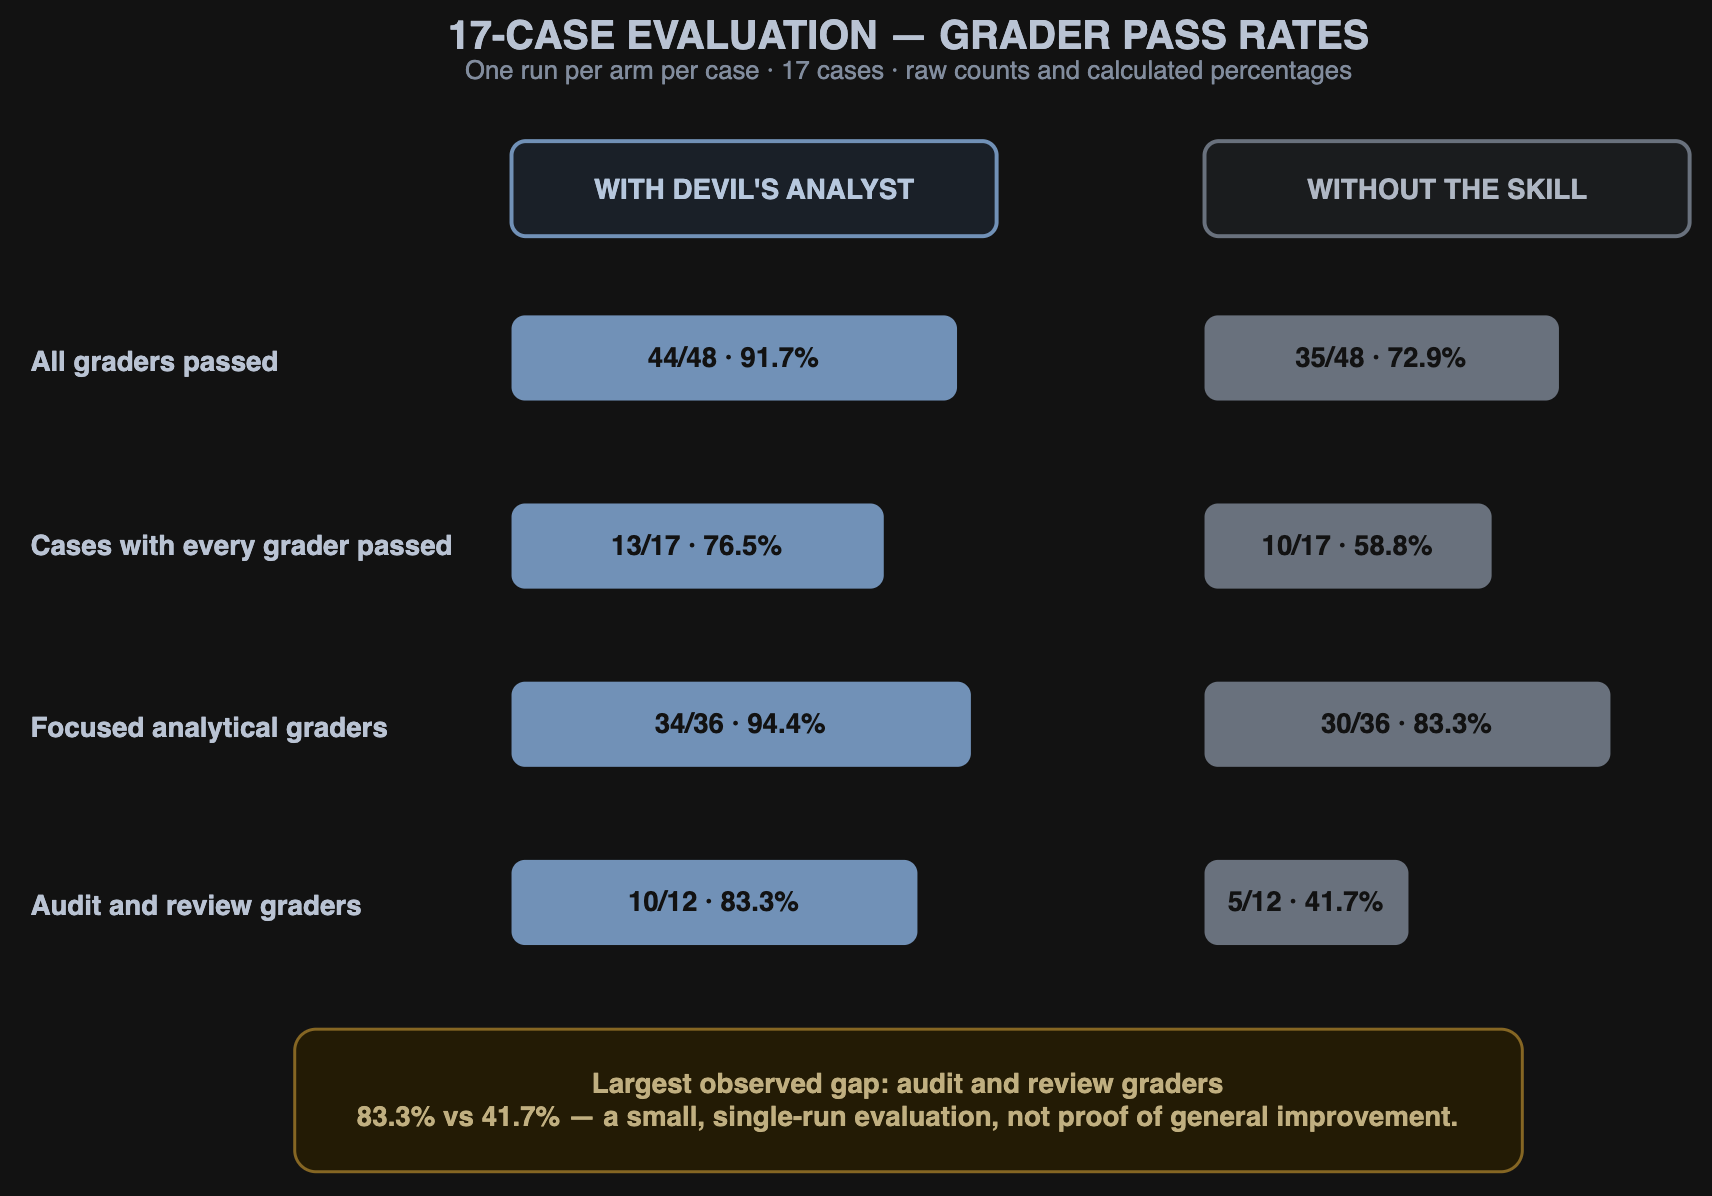 17-CASE EVALUATION — GRADER PASS RATES
One run per arm per case · 17 cases · raw counts and calculated percentages
WITH DEVIL'S ANALYST
WITHOUT THE SKILL
All graders passed
44/48 · 91.7%
35/48 · 72.9%
Cases with every grader passed
13/17 · 76.5%
10/17 · 58.8%
Focused analytical graders
34/36 · 94.4%
30/36 · 83.3%
Audit and review graders
10/12 · 83.3%
5/12 · 41.7%
Largest observed gap: audit and review graders
83.3% vs 41.7% — a small, single-run evaluation, not proof of general improvement.